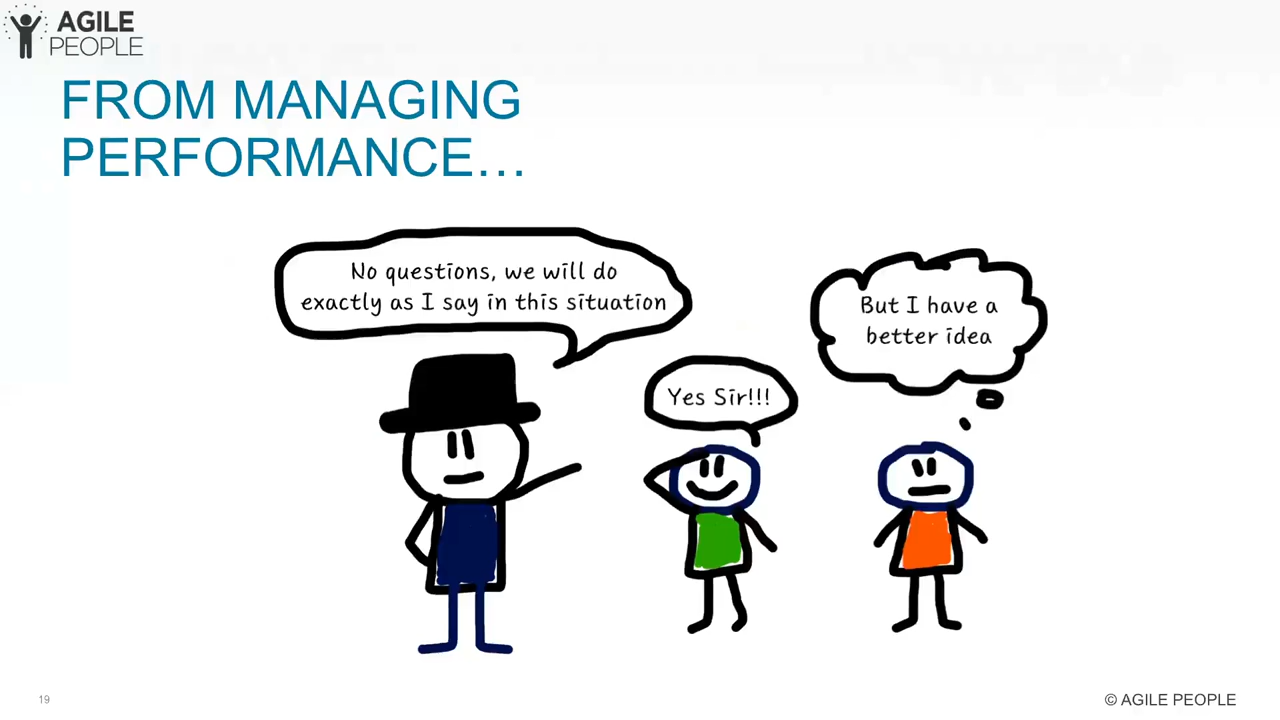 AGILE
PEOPLE
FROM MANAGING
PERFORMANCE…
No questions, we will do
exactly as I say in this situation
But I have a
better idea
Yes Sir!!!
19
© AGILE PEOPLE